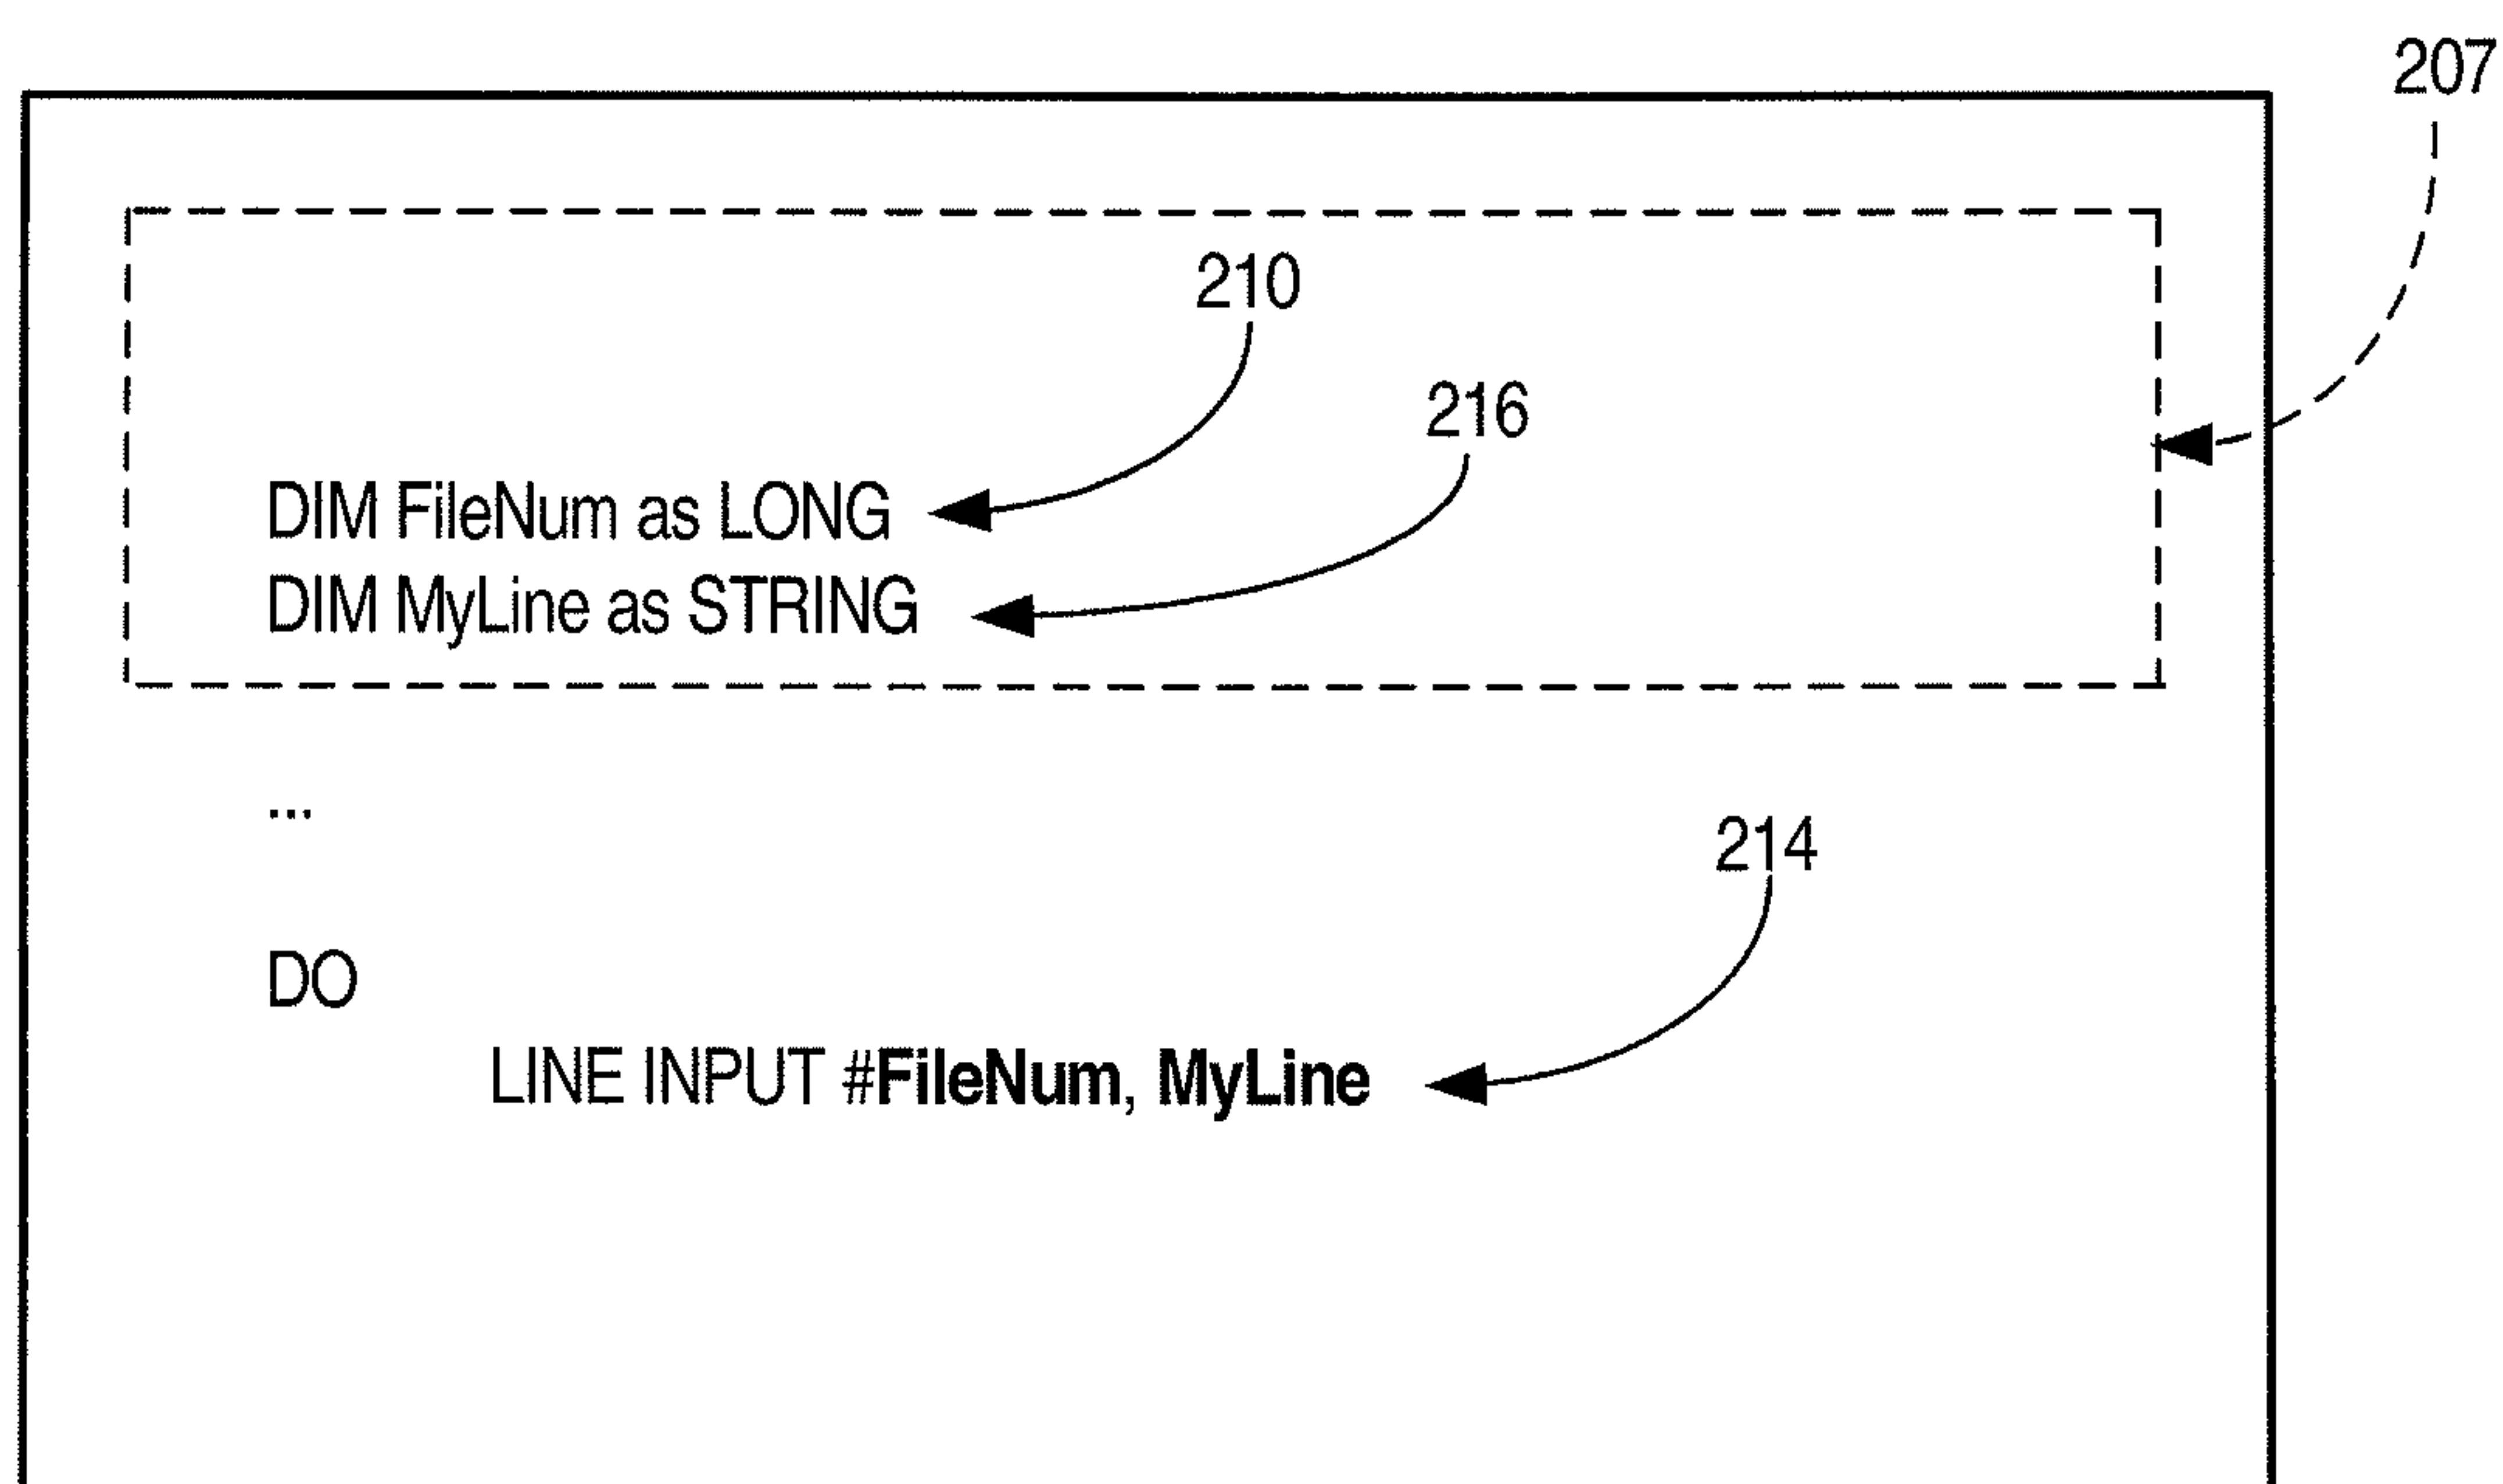 207
210
216
DIM FileNum as LONG
DIM MyLine as STRING
...
214
DO
LINE INPUT #FileNum, MyLine